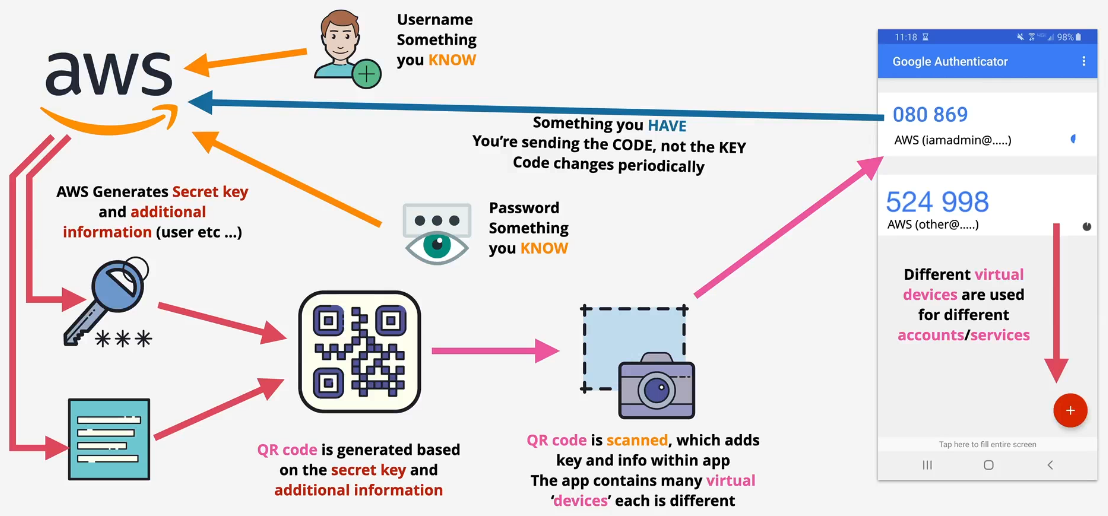 aws
Username
Something
you KNOW
Something you HAVE
You’re sending the CODE, not the KEY
Code changes periodically
AWS Generates Secret key
and additional
information (user etc …)
Password
Something
you KNOW
***
QR code is generated based
on the secret key and
additional information
QR code is scanned, which adds
key and info within app
The app contains many virtual
‘devices’ each is different
11:18
98%
Google Authenticator
080 869
AWS (iamadmin@.....)
524 998
AWS (other@.....)
Different virtual
devices are used
for different
accounts/services
+
Tap here to fill entire screen